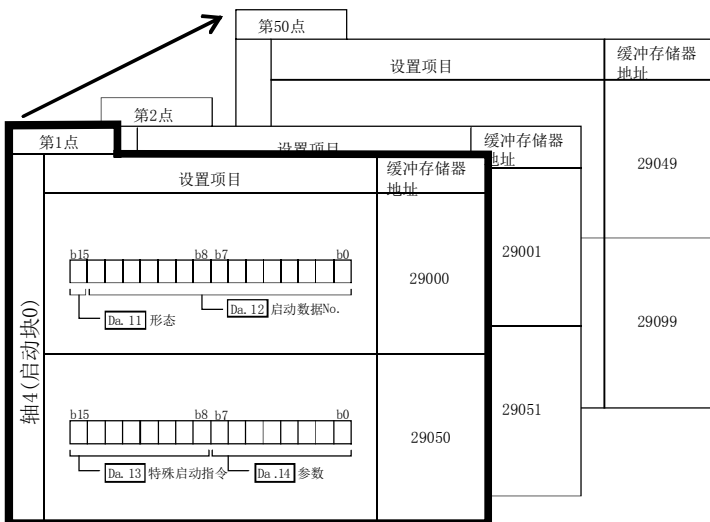 第50点
设置项目
缓冲存储器
地址
29049
29099
第2点
设置项目
缓冲存储器
地址
29001
29051
第1点
设置项目
缓冲存储器
地址
轴4(启动块0)
b15 b8 b7 b0
Da. 11 形态
Da. 12 启动数据No.
29000
b15 b8 b7 b0
Da. 13 特殊启动指令
Da .14 参数
29050